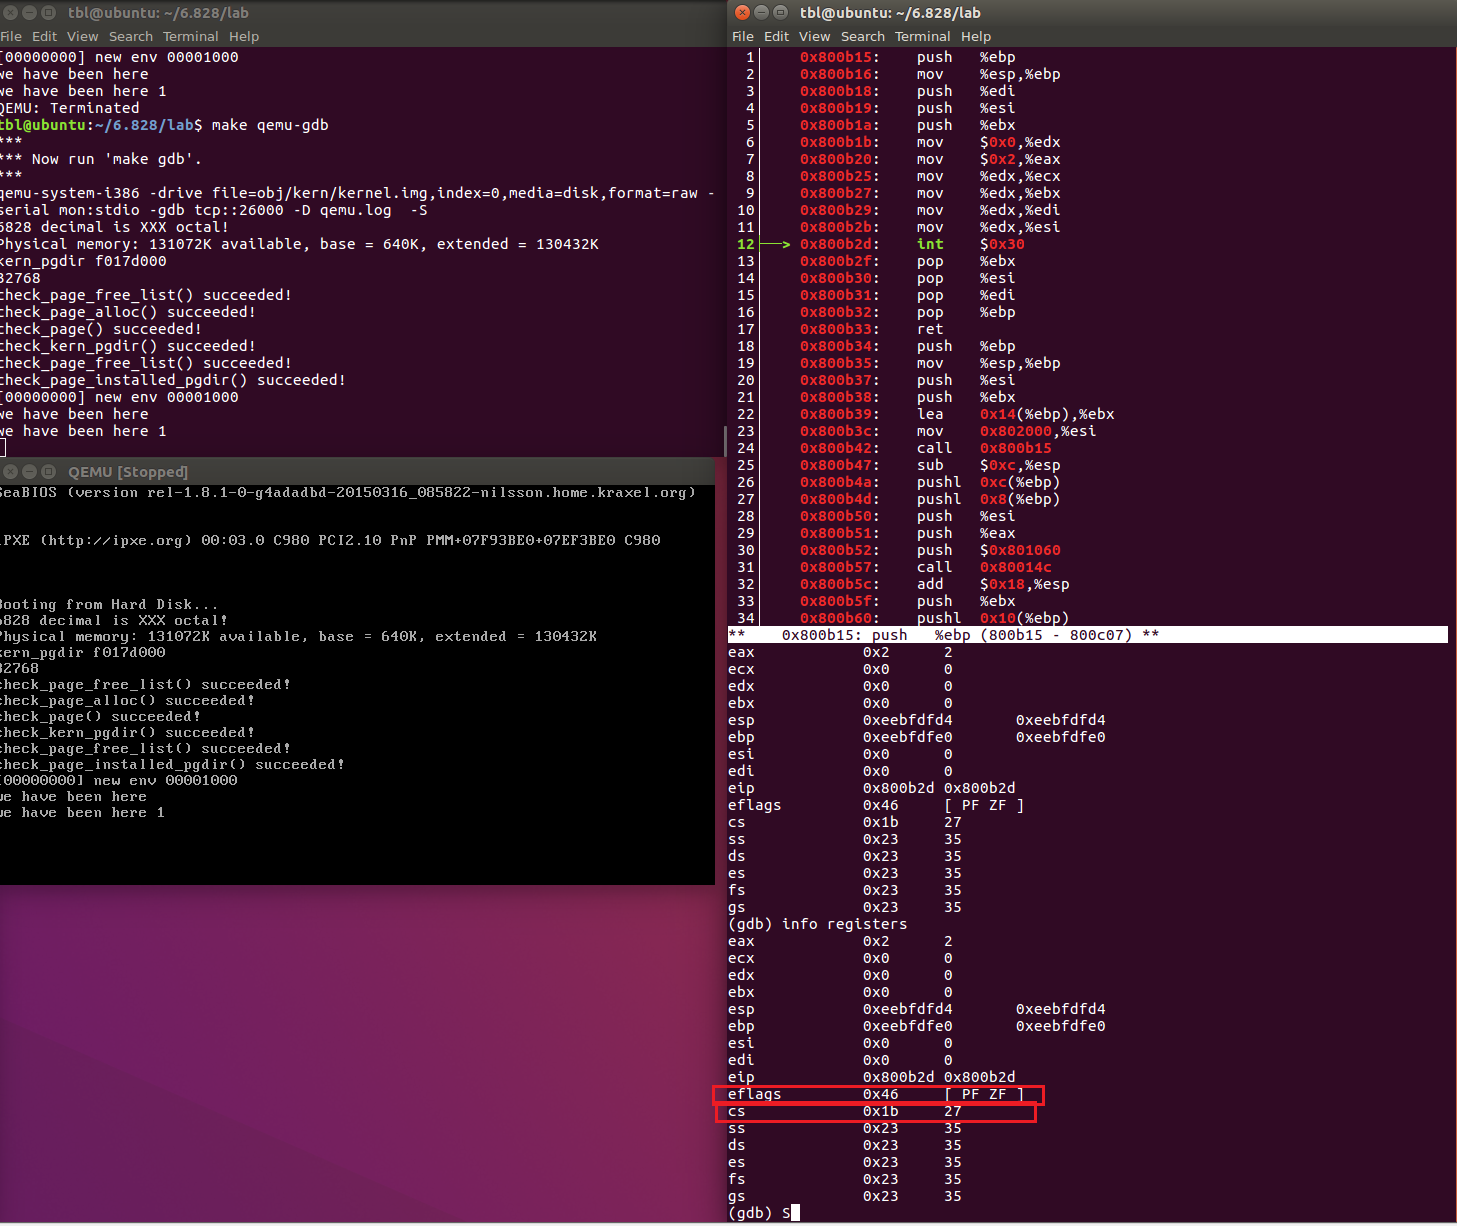 tbl@ubuntu: ~/6.828/lab
File Edit View Search Terminal Help
[00000000] new env 00001000
we have been here
we have been here 1
QEMU: Terminated
tbl@ubuntu:~/6.828/lab$ make qemu-gdb
***
*** Now run 'make gdb'.
***
qemu-system-i386 -drive file=obj/kern/kernel.img,index=0,media=disk,format=raw -
serial mon:stdio -gdb tcp::26000 -D qemu.log  -S
6828 decimal is XXX octal!
Physical memory: 131072K available, base = 640K, extended = 130432K
kern_pgdir f017d000
32768
check_page_free_list() succeeded!
check_page_alloc() succeeded!
check_page() succeeded!
check_kern_pgdir() succeeded!
check_page_free_list() succeeded!
check_page_installed_pgdir() succeeded!
[00000000] new env 00001000
we have been here
we have been here 1
QEMU [Stopped]
SeaBIOS (version rel-1.8.1-0-g4adadbd-20150316_085822-nilsson.home.kraxel.org)
iPXE (http://ipxe.org) 00:03.0 C980 PCI2.10 PnP PMM+07F93BE0+07EF3BE0 C980
Booting from Hard Disk...
6828 decimal is XXX octal!
Physical memory: 131072K available, base = 640K, extended = 130432K
kern_pgdir f017d000
32768
check_page_free_list() succeeded!
check_page_alloc() succeeded!
check_page() succeeded!
check_kern_pgdir() succeeded!
check_page_free_list() succeeded!
check_page_installed_pgdir() succeeded!
[00000000] new env 00001000
we have been here
we have been here 1
tbl@ubuntu: ~/6.828/lab
File Edit View Search Terminal Help
1 0x800b15: push %ebp
2 0x800b16: mov %esp,%ebp
3 0x800b18: push %edi
4 0x800b19: push %esi
5 0x800b1a: push %ebx
6 0x800b1b: mov $0x0,%edx
7 0x800b20: mov $0x2,%eax
8 0x800b25: mov %edx,%ecx
9 0x800b27: mov %edx,%ebx
10 0x800b29: mov %edx,%edi
11 0x800b2b: mov %edx,%esi
12 > 0x800b2d: int $0x30
13 0x800b2f: pop %ebx
14 0x800b30: pop %esi
15 0x800b31: pop %edi
16 0x800b32: pop %ebp
17 0x800b33: ret
18 0x800b34: push %ebp
19 0x800b35: mov %esp,%ebp
20 0x800b37: push %esi
21 0x800b38: push %ebx
22 0x800b39: lea 0x14(%ebp),%ebx
23 0x800b3c: mov 0x802000,%esi
24 0x800b42: call 0x800b15
25 0x800b47: sub $0xc,%esp
26 0x800b4a: pushl 0xc(%ebp)
27 0x800b4d: pushl 0x8(%ebp)
28 0x800b50: push %esi
29 0x800b51: push %eax
30 0x800b52: push $0x801060
31 0x800b57: call 0x80014c
32 0x800b5c: add $0x18,%esp
33 0x800b5f: push %ebx
34 0x800b60: pushl 0x10(%ebp)
** 0x800b15: push %ebp (800b15 - 800c07) **
eax 0x2 2
ecx 0x0 0
edx 0x0 0
ebx 0x0 0
esp 0xeebfdfd4 0xeebfdfd4
ebp 0xeebfdfe0 0xeebfdfe0
esi 0x0 0
edi 0x0 0
eip 0x800b2d 0x800b2d
eflags 0x46 [ PF ZF ]
cs 0x1b 27
ss 0x23 35
ds 0x23 35
es 0x23 35
fs 0x23 35
gs 0x23 35
(gdb) info registers
eax 0x2 2
ecx 0x0 0
edx 0x0 0
ebx 0x0 0
esp 0xeebfdfd4 0xeebfdfd4
ebp 0xeebfdfe0 0xeebfdfe0
esi 0x0 0
edi 0x0 0
eip 0x800b2d 0x800b2d
eflags 0x46 [ PF ZF ]
cs 0x1b 27
ss 0x23 35
ds 0x23 35
es 0x23 35
fs 0x23 35
gs 0x23 35
(gdb) S